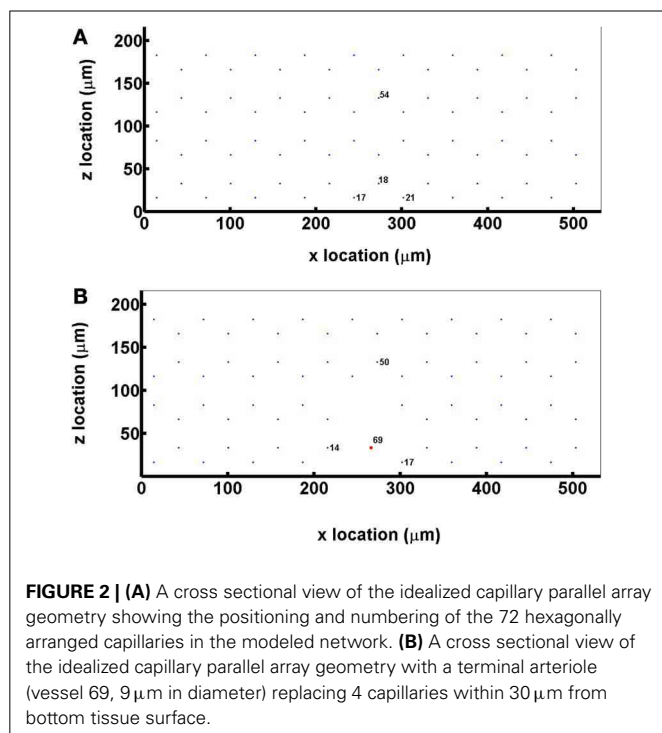 A
z location (μm)
200
150
100
50
0
54
18
17
21
0 100 200 300 400 500
x location (μm)
B
z location (μm)
200
150
100
50
50
69
14
17
0 100 200 300 400 500
x location (μm)
FIGURE 2 | (A) A cross sectional view of the idealized capillary parallel array
geometry showing the positioning and numbering of the 72 hexagonally
arranged capillaries in the modeled network. (B) A cross sectional view of
the idealized capillary parallel array geometry with a terminal arteriole
(vessel 69, 9 μm in diameter) replacing 4 capillaries within 30 μm from
bottom tissue surface.